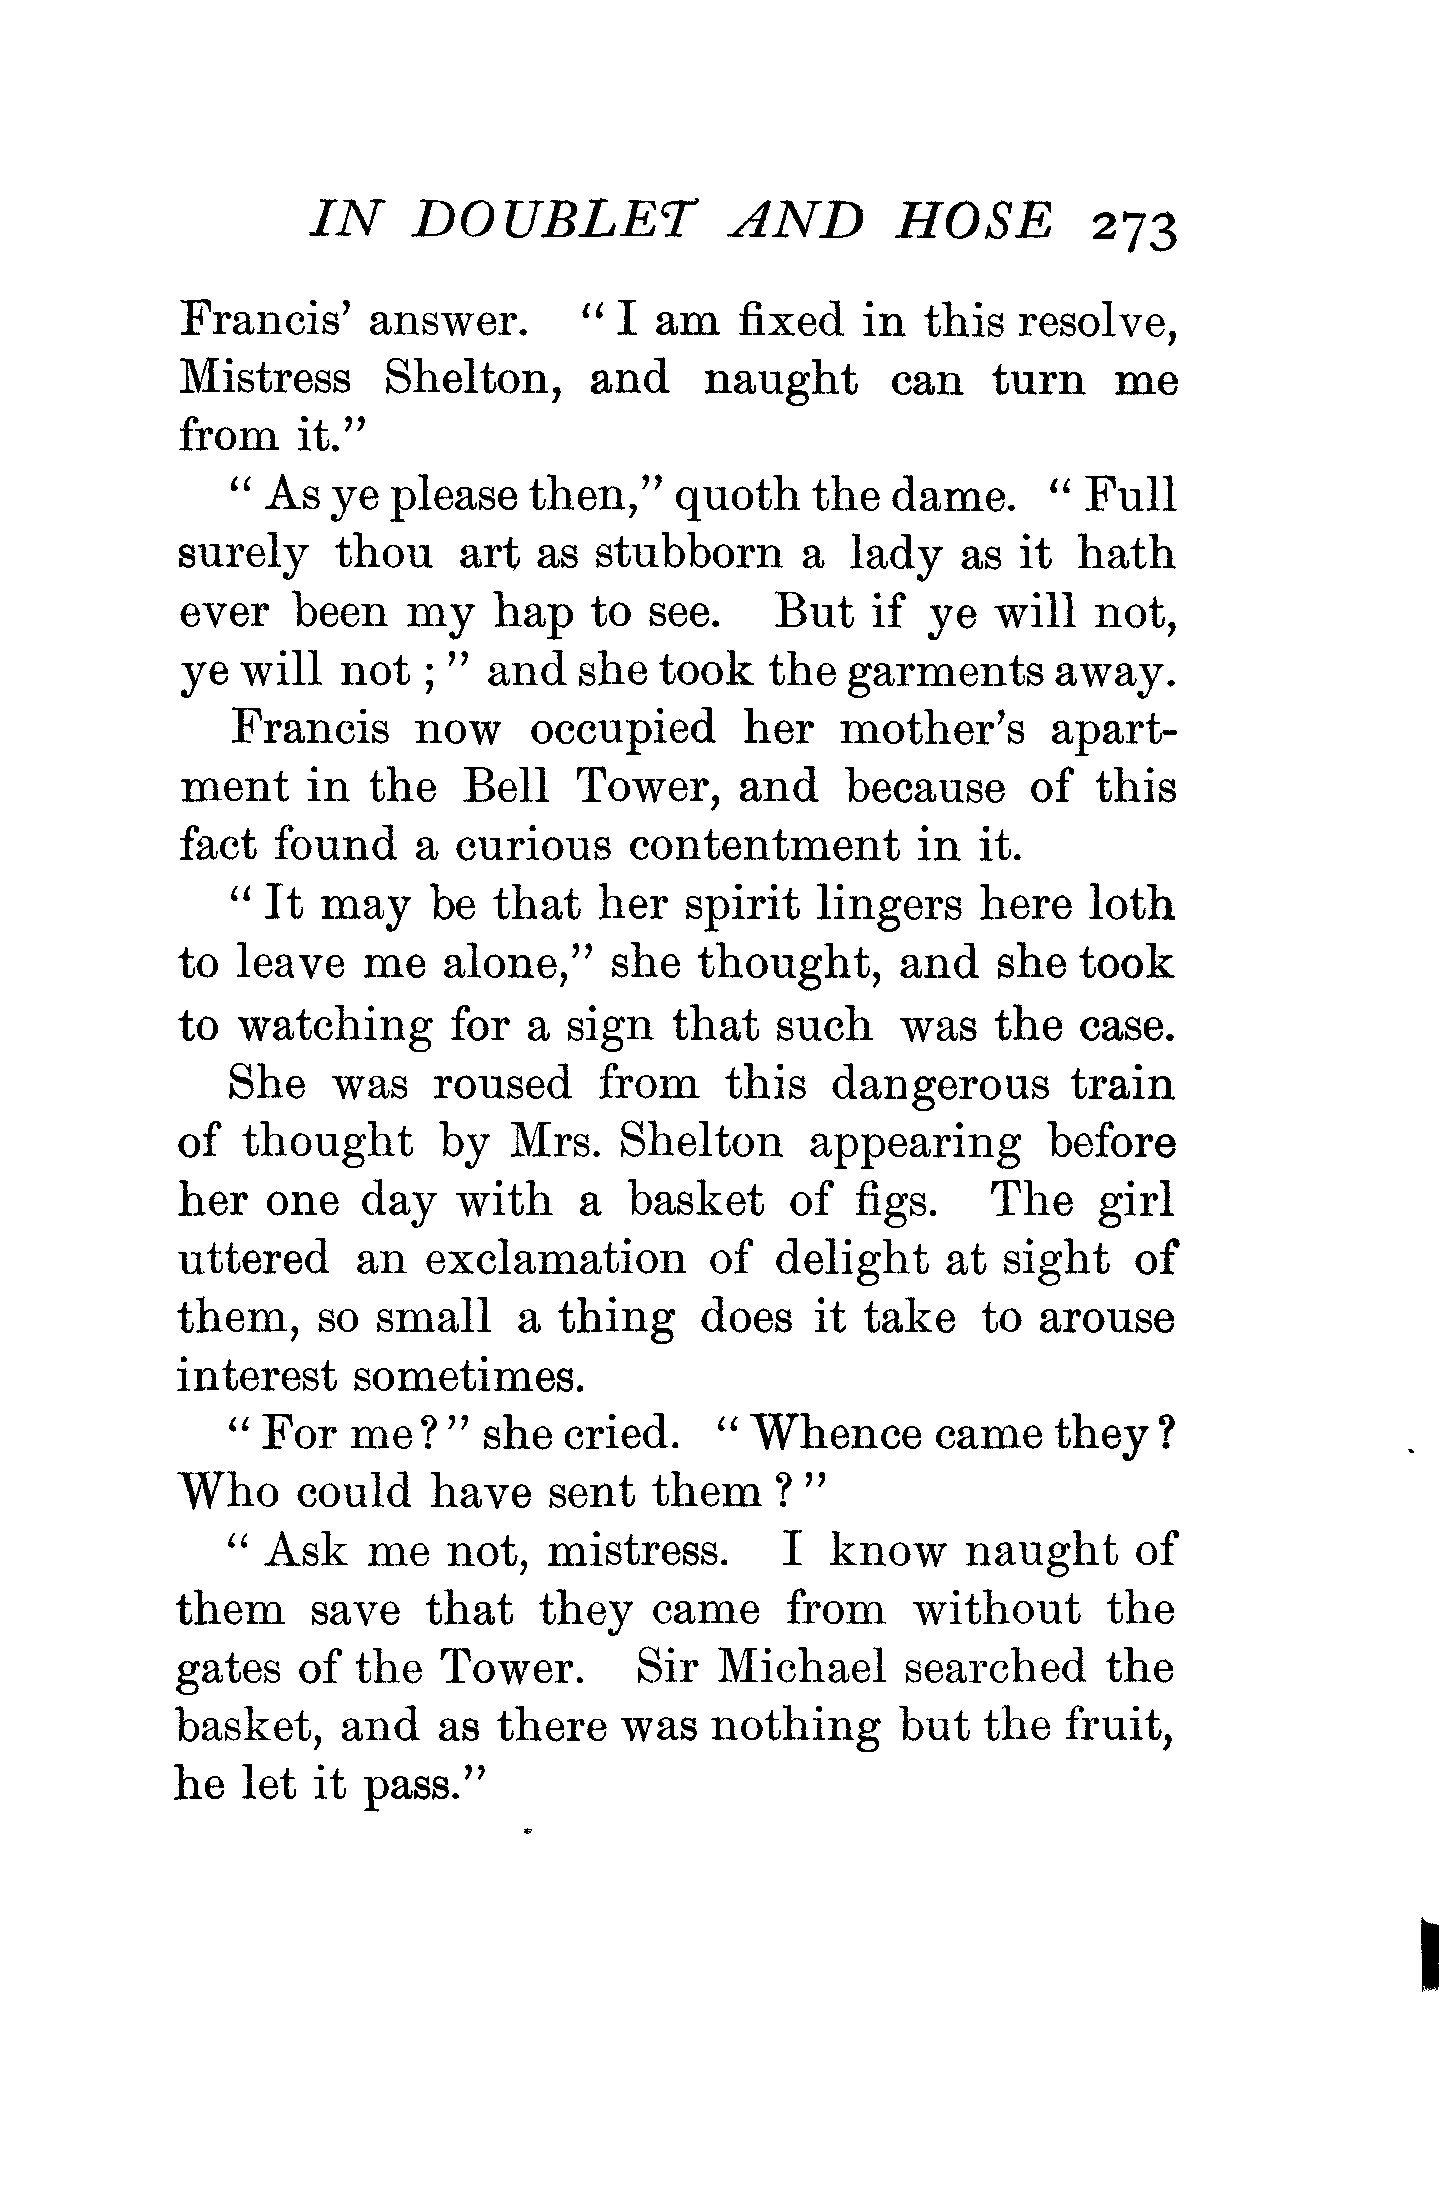 IN DOUBLET AND HOSE 273
Francis' answer. "I am fixed in this resolve,
Mistress Shelton, and naught can turn me
from it."
"As ye please then," quoth the dame. "Full
surely thou art as stubborn a lady as it hath
ever been my hap to see. But if ye will not,
ye will not;" and she took the garments away.
Francis now occupied her mother's apart-
ment in the Bell Tower, and because of this
fact found a curious contentment in it.
"It may be that her spirit lingers here loth
to leave me alone," she thought, and she took
to watching for a sign that such was the case.
She was roused from this dangerous train
of thought by Mrs. Shelton appearing before
her one day with a basket of figs. The girl
uttered an exclamation of delight at sight of
them, so small a thing does it take to arouse
interest sometimes.
"For me?" she cried. "Whence came they?
Who could have sent them?"
"Ask me not, mistress. I know naught of
them save that they came from without the
gates of the Tower. Sir Michael searched the
basket, and as there was nothing but the fruit,
he let it pass."